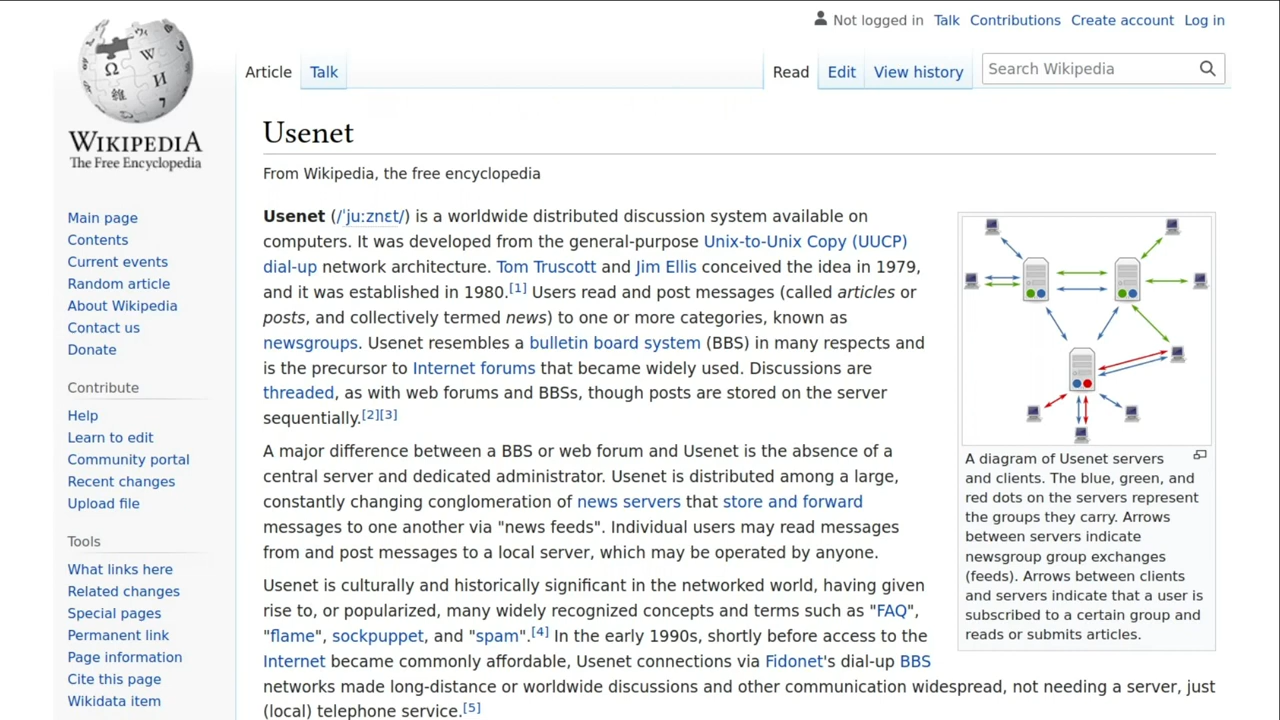 Not logged in Talk Contributions Create account Log in
Article Talk Read Edit View history Search Wikipedia
WIKIPEDIA
The Free Encyclopedia
Main page
Contents
Current events
Random article
About Wikipedia
Contact us
Donate
Contribute
Help
Learn to edit
Community portal
Recent changes
Upload file
Tools
What links here
Related changes
Special pages
Permanent link
Page information
Cite this page
Wikidata item
Usenet
From Wikipedia, the free encyclopedia
Usenet (/ˈjuːznɛt/) is a worldwide distributed discussion system available on
computers. It was developed from the general-purpose Unix-to-Unix Copy (UUCP)
dial-up network architecture. Tom Truscott and Jim Ellis conceived the idea in 1979,
and it was established in 1980.[1] Users read and post messages (called articles or
posts, and collectively termed news) to one or more categories, known as
newsgroups. Usenet resembles a bulletin board system (BBS) in many respects and
is the precursor to Internet forums that became widely used. Discussions are
threaded, as with web forums and BBSs, though posts are stored on the server
sequentially.[2][3]
A major difference between a BBS or web forum and Usenet is the absence of a
central server and dedicated administrator. Usenet is distributed among a large,
constantly changing conglomeration of news servers that store and forward
messages to one another via "news feeds". Individual users may read messages
from and post messages to a local server, which may be operated by anyone.
Usenet is culturally and historically significant in the networked world, having given
rise to, or popularized, many widely recognized concepts and terms such as "FAQ",
"flame", sockpuppet, and "spam".[4] In the early 1990s, shortly before access to the
Internet became commonly affordable, Usenet connections via Fidonet's dial-up BBS
networks made long-distance or worldwide discussions and other communication widespread, not needing a server, just
(local) telephone service.[5]
A diagram of Usenet servers
and clients. The blue, green, and
red dots on the servers represent
the groups they carry. Arrows
between servers indicate
newsgroup group exchanges
(feeds). Arrows between clients
and servers indicate that a user is
subscribed to a certain group and
reads or submits articles.